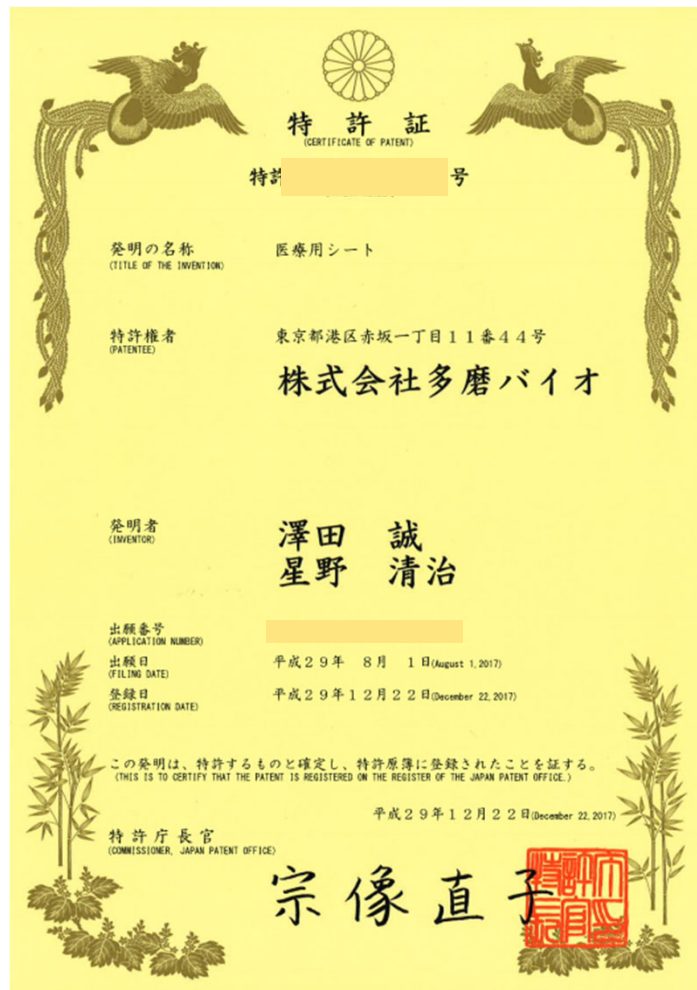 特許証
(CERTIFICATE OF PATENT)
特許 号
発明の名称 医療用シート
(TITLE OF THE INVENTION)
特許権者 東京都港区赤坂一丁目11番44号
(PATENTEE)
株式会社多磨バイオ
発明者 澤田 誠
(INVENTOR)
星野 清治
出願番号
(APPLICATION NUMBER)
出願日 平成29年 8月 1日(August 1,2017)
(FILING DATE)
登録日 平成29年12月22日(December 22,2017)
(REGISTRATION DATE)
この発明は、特許するものと確定し、特許原簿に登録されたことを証する。
(THIS IS TO CERTIFY THAT THE PATENT IS REGISTERED ON THE REGISTER OF THE JAPAN PATENT OFFICE.)
平成29年12月22日(December 22,2017)
特許庁長官
(COMMISSIONER, JAPAN PATENT OFFICE)
宗像直子